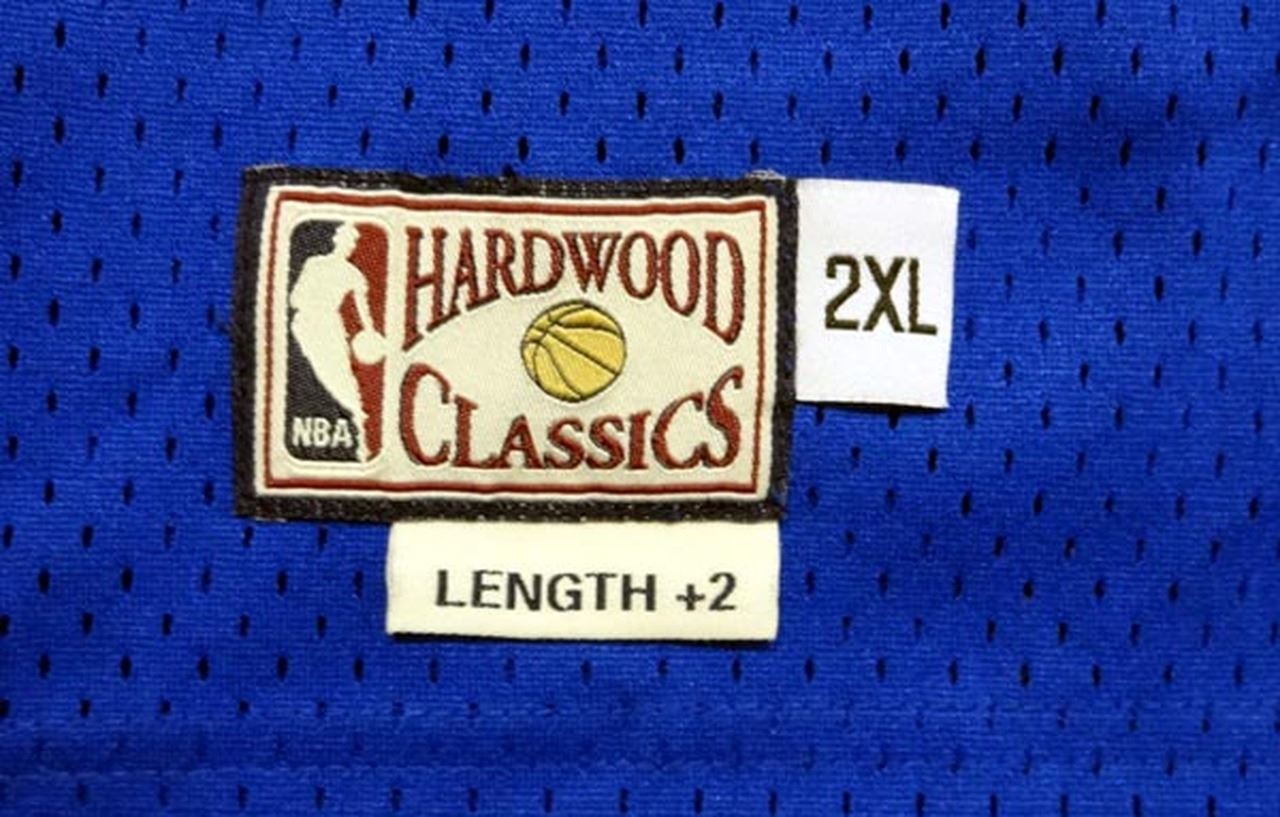 HARDWOOD
CLASSICS
NBA
2XL
LENGTH +2